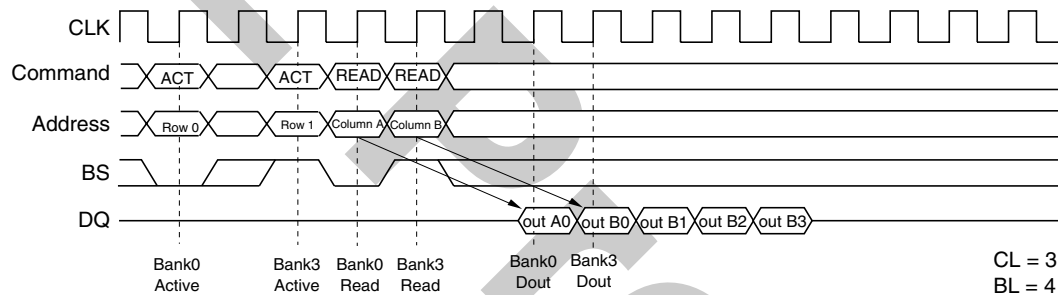 CLK
Command ACT ACT READ READ
Address Row 0 Row 1 Column A Column B
BS
DQ out A0 out B0 out B1 out B2 out B3
Bank0 Active
Bank3 Active
Bank0 Read
Bank3 Read
Bank0 Dout
Bank3 Dout
CL = 3
BL = 4